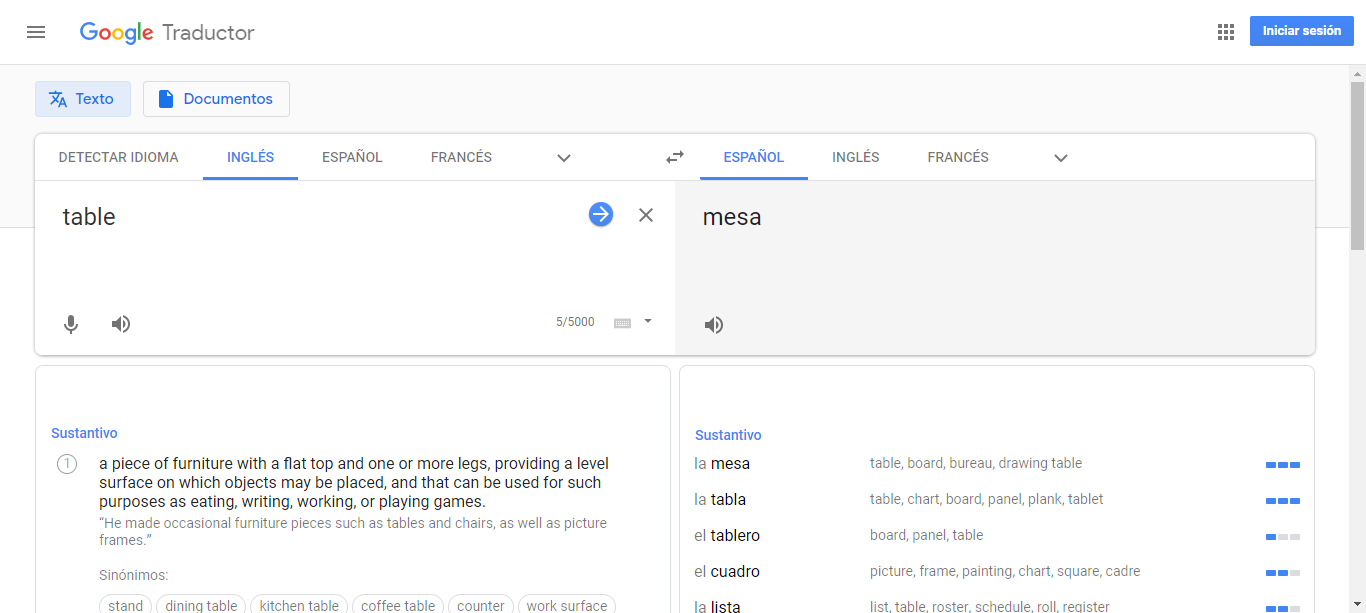 Google Traductor
Iniciar sesión
Texto
Documentos
DETECTAR IDIOMA INGLÉS ESPAÑOL FRANCÉS
ESPAÑOL INGLÉS FRANCÉS
table
mesa
5/5000
Sustantivo
1 a piece of furniture with a flat top and one or more legs, providing a level
surface on which objects may be placed, and that can be used for such
purposes as eating, writing, working, or playing games.
“He made occasional furniture pieces such as tables and chairs, as well as picture
frames.”
Sinónimos:
stand dining table kitchen table coffee table counter work surface
Sustantivo
la mesa table, board, bureau, drawing table
la tabla table, chart, board, panel, plank, tablet
el tablero board, panel, table
el cuadro picture, frame, painting, chart, square, cadre
la lista list, table, roster, schedule, roll, register